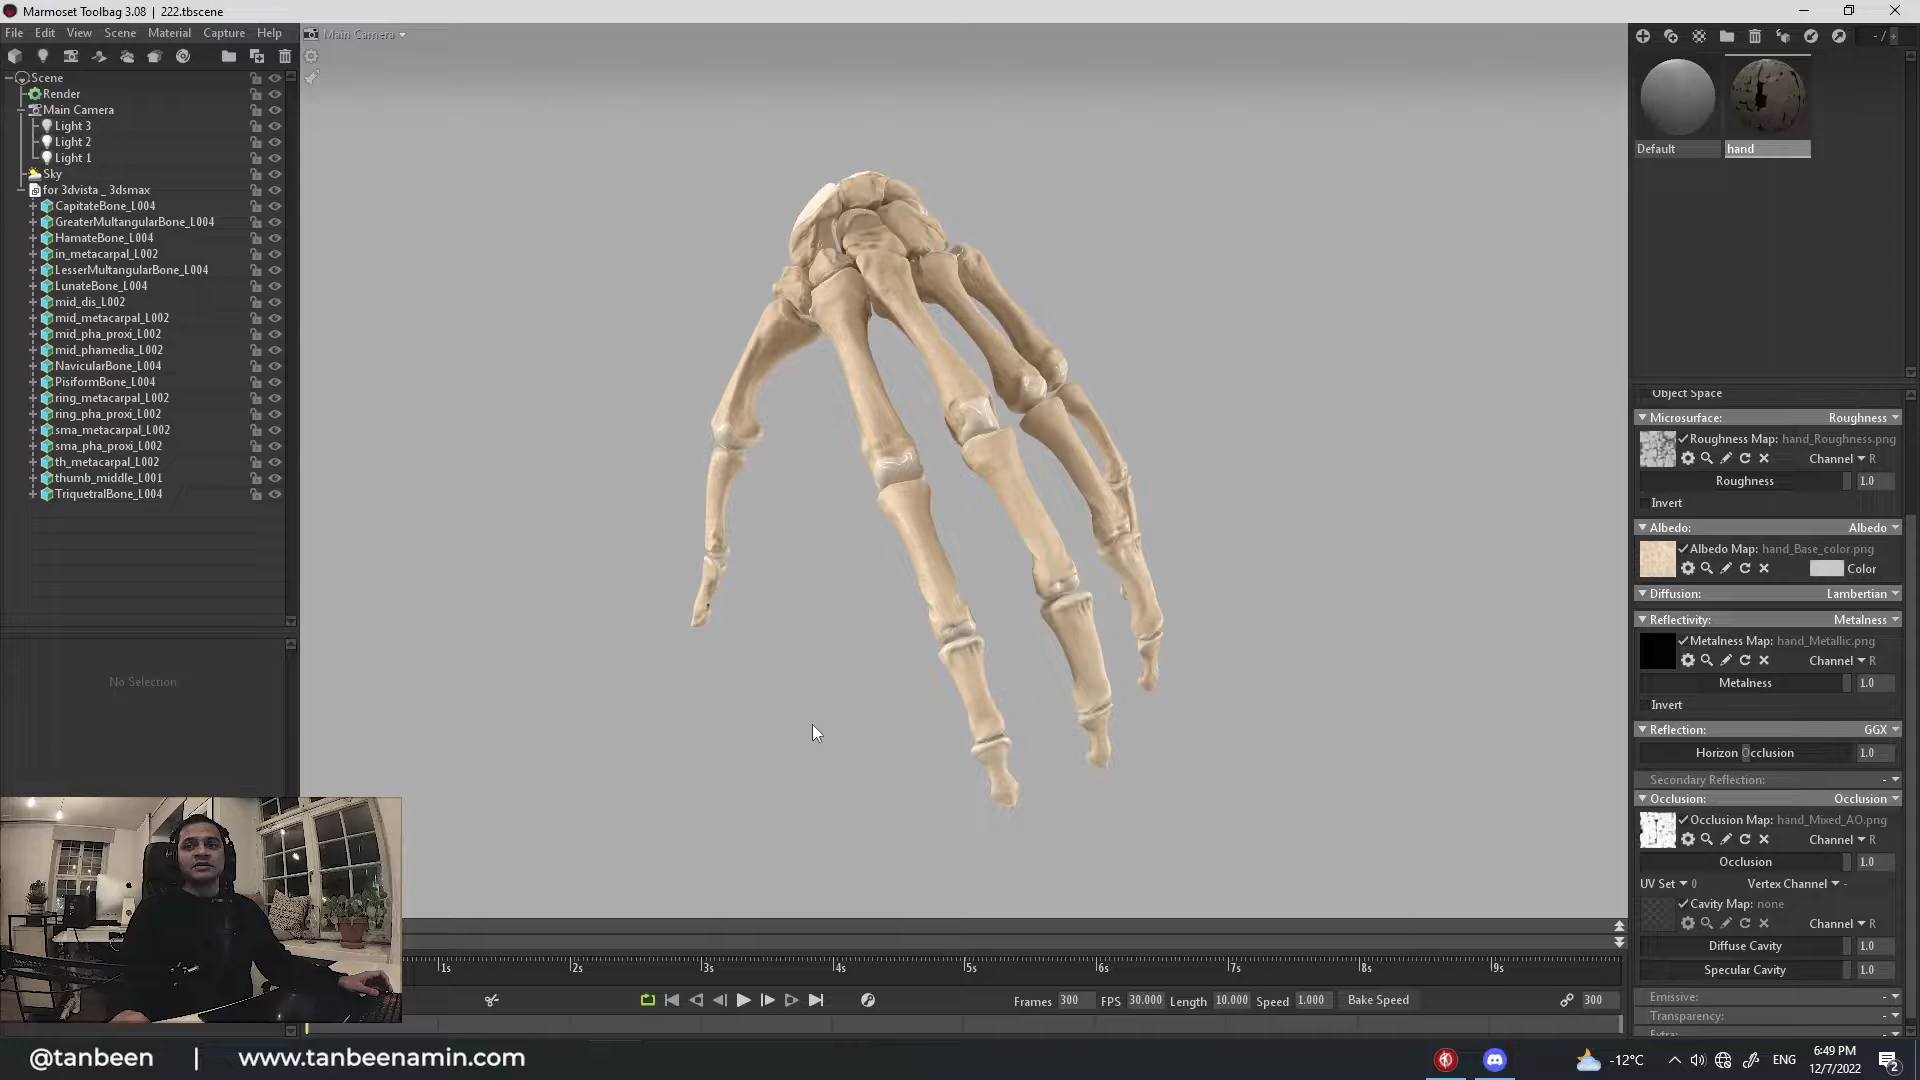 Marmoset Toolbag 3.08 | 222.tbscene
File Edit View Scene Material Capture Help
Main Camera
Scene
Render
Main Camera
Light 3
Light 2
Light 1
Sky
for 3dvista _ 3dsmax
CapitateBone_L004
GreaterMultangularBone_L004
HamateBone_L004
in_metacarpal_L002
LesserMultangularBone_L004
LunateBone_L004
mid_dis_L002
mid_metacarpal_L002
mid_pha_proxi_L002
mid_phamedia_L002
NavicularBone_L004
PisiformBone_L004
ring_metacarpal_L002
ring_pha_proxi_L002
sma_metacarpal_L002
sma_pha_proxi_L002
th_metacarpal_L002
thumb_middle_L001
TriquetralBone_L004
No Selection
- /
Default hand
Object Space
Microsurface: Roughness
Roughness Map: hand_Roughness.png
Channel R
Roughness 1.0
Invert
Albedo: Albedo
Albedo Map: hand_Base_color.png
Color
Diffusion: Lambertian
Reflectivity: Metalness
Metalness Map: hand_Metallic.png
Channel R
Metalness 1.0
Invert
Reflection: GGX
Horizon Occlusion 1.0
Secondary Reflection: -
Occlusion: Occlusion
Occlusion Map: hand_Mixed_AO.png
Channel R
Occlusion 1.0
UV Set 0 Vertex Channel -
Cavity Map: none
Channel R
Diffuse Cavity 1.0
Specular Cavity 1.0
Emissive: -
Transparency: -
Extra: -
1s 2s 3s 4s 5s 6s 7s 8s 9s
Frames 300 FPS 30.000 Length 10.000 Speed 1.000 Bake Speed 300
@tanbeen | www.tanbeenamin.com
-12°C ENG 6:49 PM
12/7/2022
2